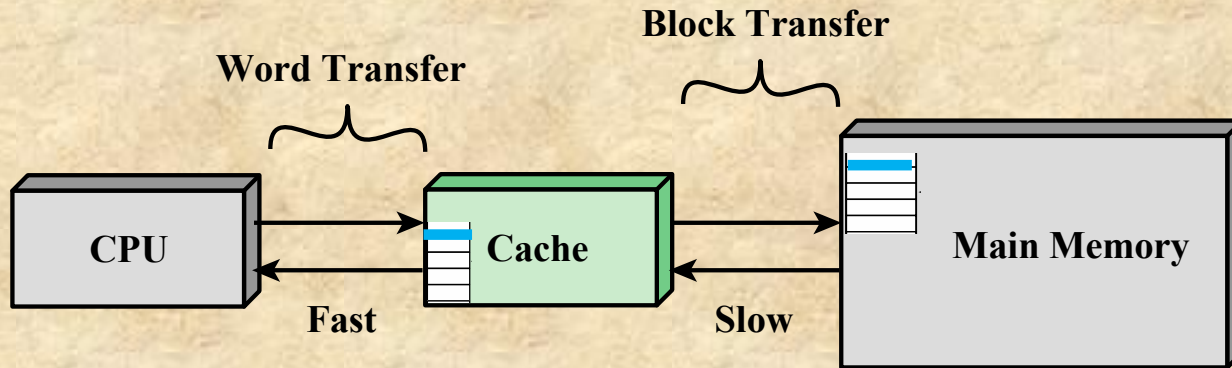 Block Transfer
Word Transfer
CPU
Cache
Main Memory
Fast
Slow